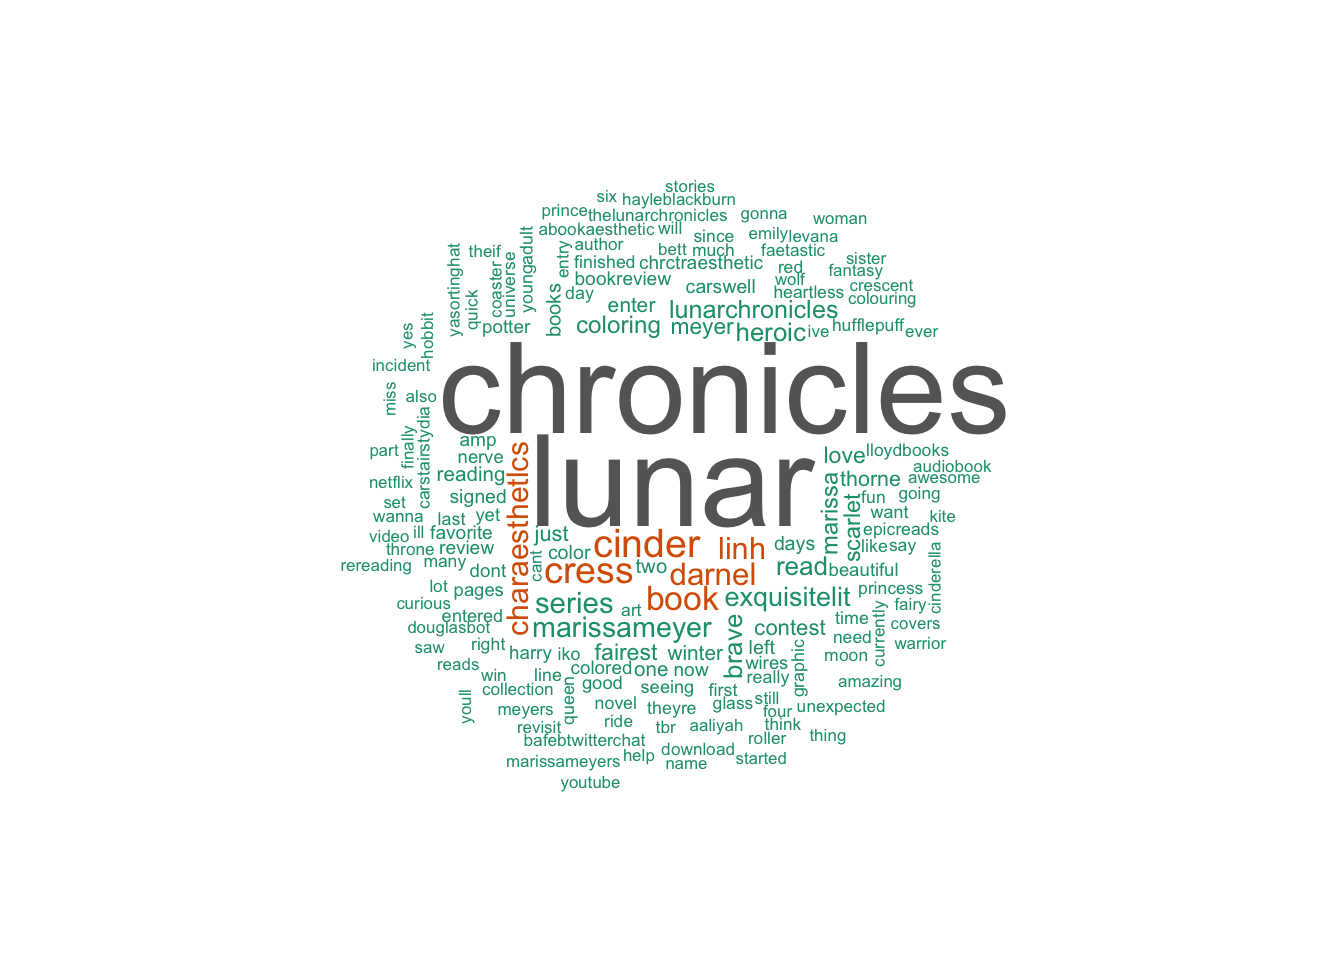 stories
six hayleblackburn
prince thelunarchronicles gonna woman
abookaesthetic will since emily levana
theif youngadult entry author bett much faetastic sister
yasortinghat coaster universe finished chrctraesthetic red wolf fantasy
quick books bookreview carswell heartless crescent
day enter lunarchronicles colouring
yes hobbit potter coloring meyer heroic ive hufflepuff ever
incident
chronicles
miss also
lunar
part finally carstairstydia amp nerve love lloydbooks
netflix reading charaesthetics marissa thorne audiobook awesome
set signed scarlet fun going
wanna last yet want kite
video ill favorite just cinder linh days epicreads
throne review color like say
rereading many dont cant cress two darnel read beautiful cinderella
lot pages book exquisitelit princess
curious entered series art fairy
douglasbot marissameyer brave contest time covers
saw right need currently warrior
reads harry iko fairest winter left moon
win line colored one now wires graphic
collection good seeing first really amazing
youll queen meyers novel theyre glass still four unexpected
revisit ride tbr aaliyah think thing
bafebtwitterchat roller
marissameyers help download started
name
youtube